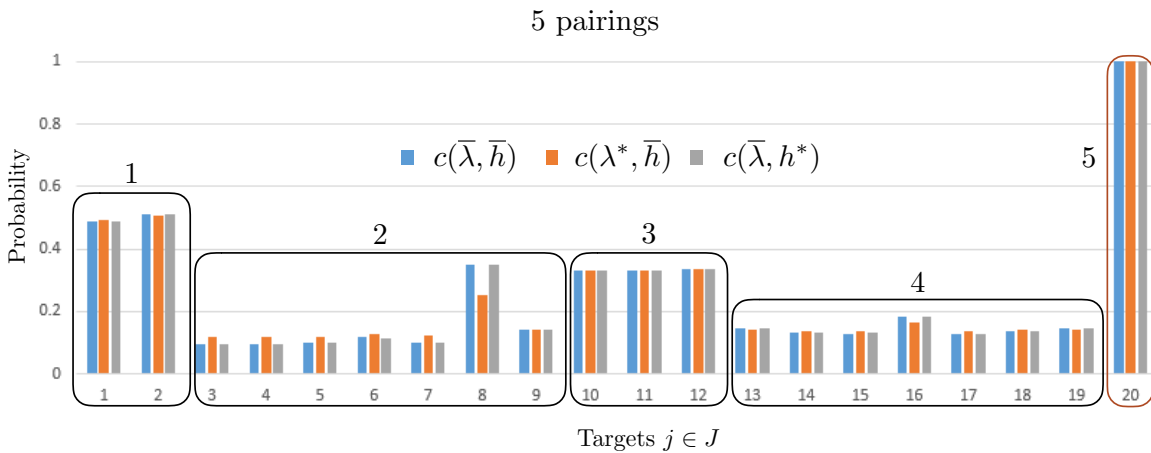 5 pairings
1
0.8
0.6
0.4
0.2
0
Probability
c(λ̅, h̅) c(λ*, h̅) c(λ̅, h*)
1
2
3
4
5
1 2 3 4 5 6 7 8 9 10 11 12 13 14 15 16 17 18 19 20
Targets j ∈ J